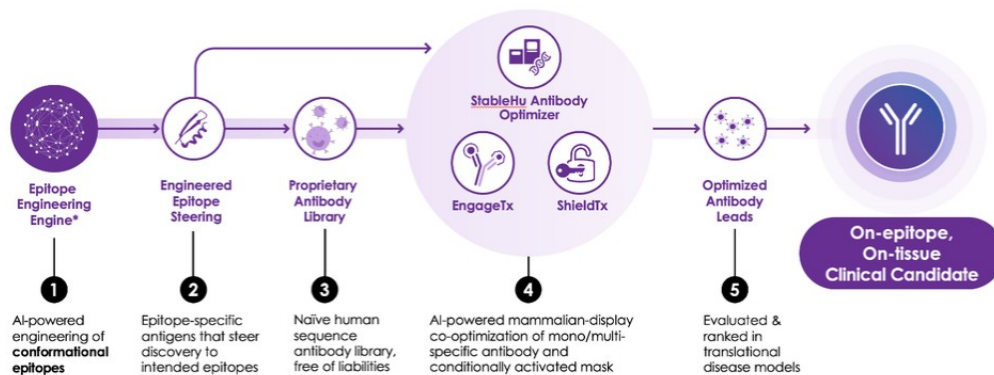 StableHu Antibody
Optimizer
EngageTx
ShieldTx
Epitope
Engineering
Engine*
Engineered
Epitope
Steering
Proprietary
Antibody
Library
Optimized
Antibody
Leads
On-epitope,
On-tissue
Clinical Candidate
1
AI-powered
engineering of
conformational
epitopes
2
Epitope-specific
antigens that steer
discovery to
intended epitopes
3
Naïve human
sequence
antibody library,
free of liabilities
4
AI-powered mammalian-display
co-optimization of mono/multi-
specific antibody and
conditionally activated mask
5
Evaluated &
ranked in
translational
disease models